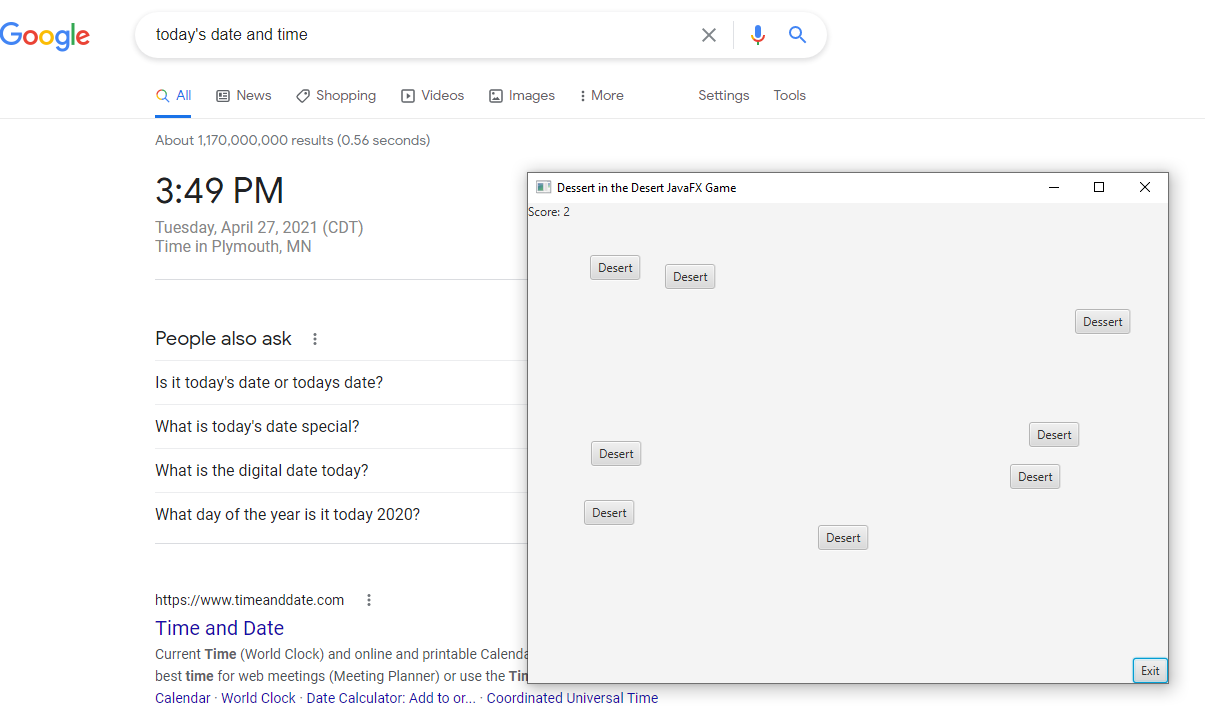 Google
today's date and time
All News Shopping Videos Images More Settings Tools
About 1,170,000,000 results (0.56 seconds)
3:49 PM
Tuesday, April 27, 2021 (CDT)
Time in Plymouth, MN
People also ask
Is it today's date or todays date?
What is today's date special?
What is the digital date today?
What day of the year is it today 2020?
https://www.timeanddate.com
Time and Date
Current Time (World Clock) and online and printable Calenda
best time for web meetings (Meeting Planner) or use the Tin
Calendar · World Clock · Date Calculator: Add to or... · Coordinated Universal Time
Dessert in the Desert JavaFX Game
Score: 2
Desert
Desert
Dessert
Desert
Desert
Desert
Desert
Desert
Exit